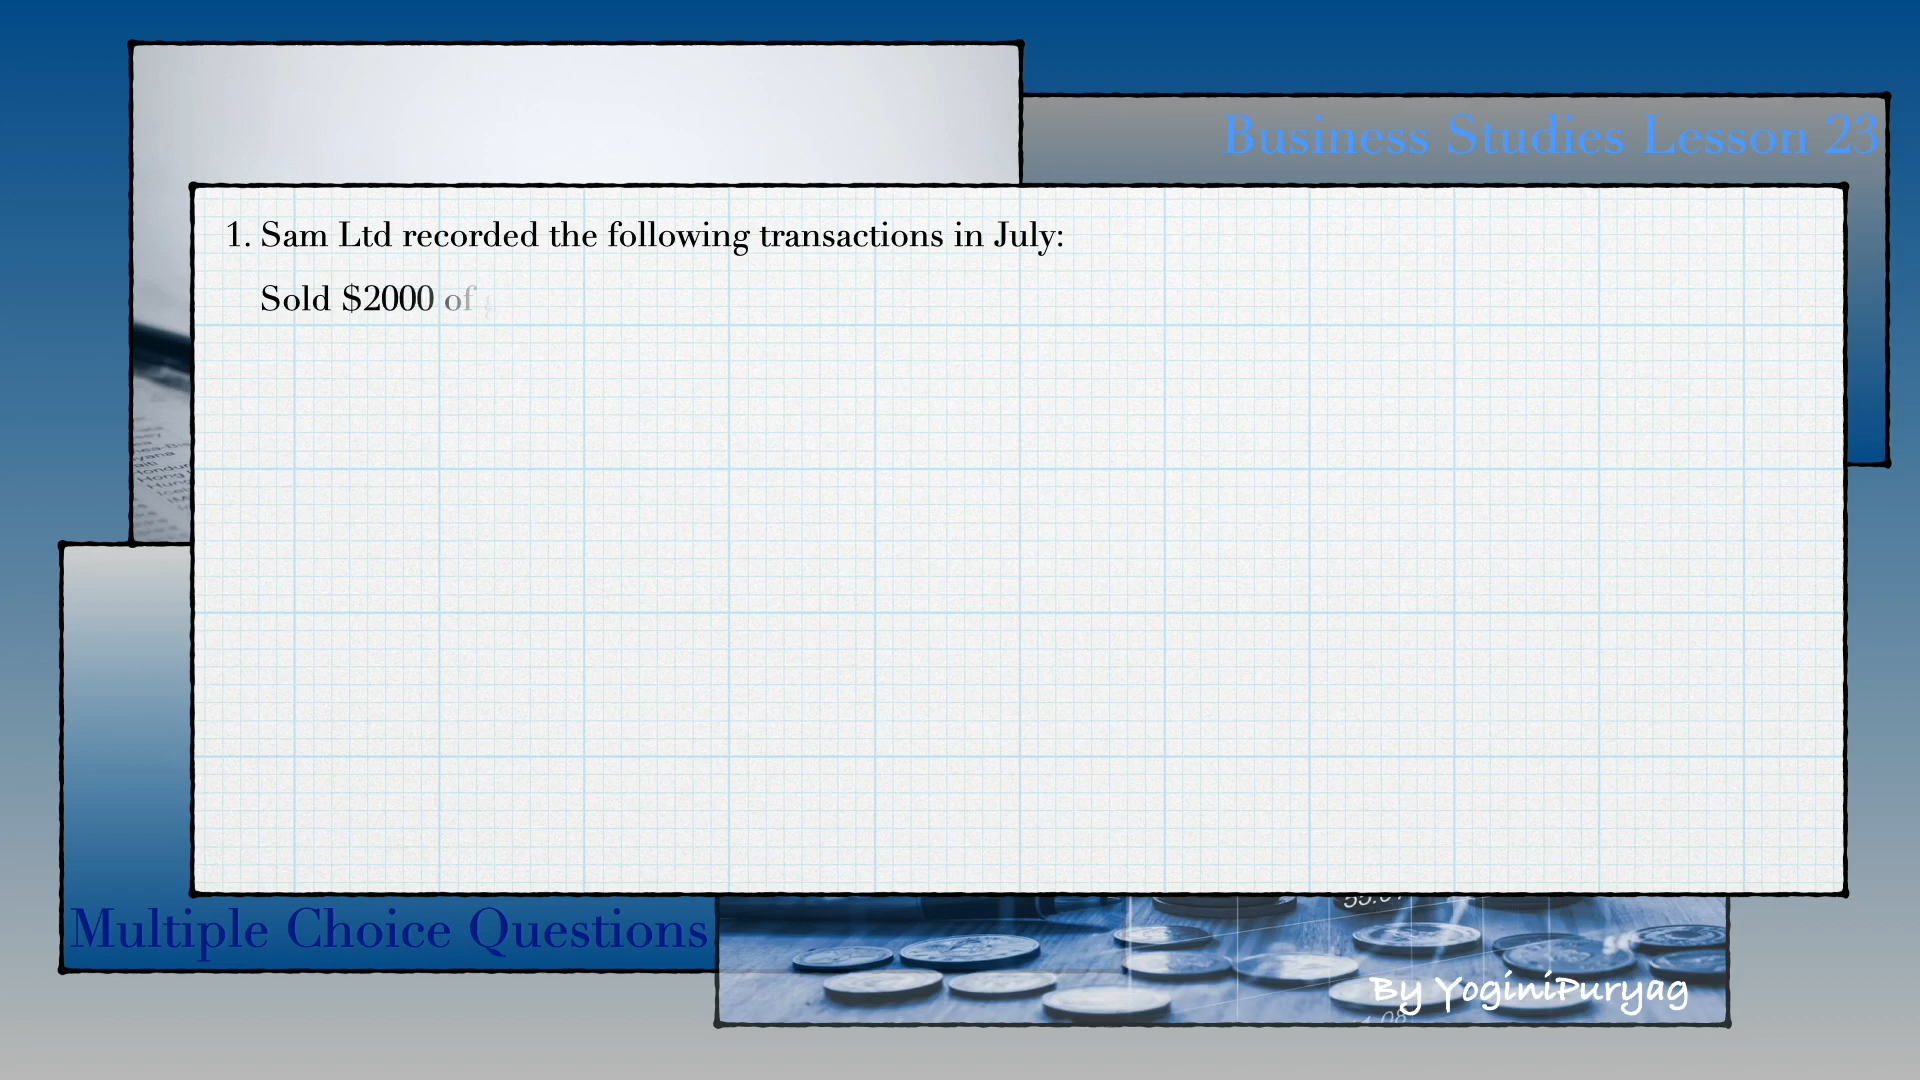 Business Studies Lesson 23
1. Sam Ltd recorded the following transactions in July:
Sold $2000 of
Multiple Choice Questions
By YoginiPuryag